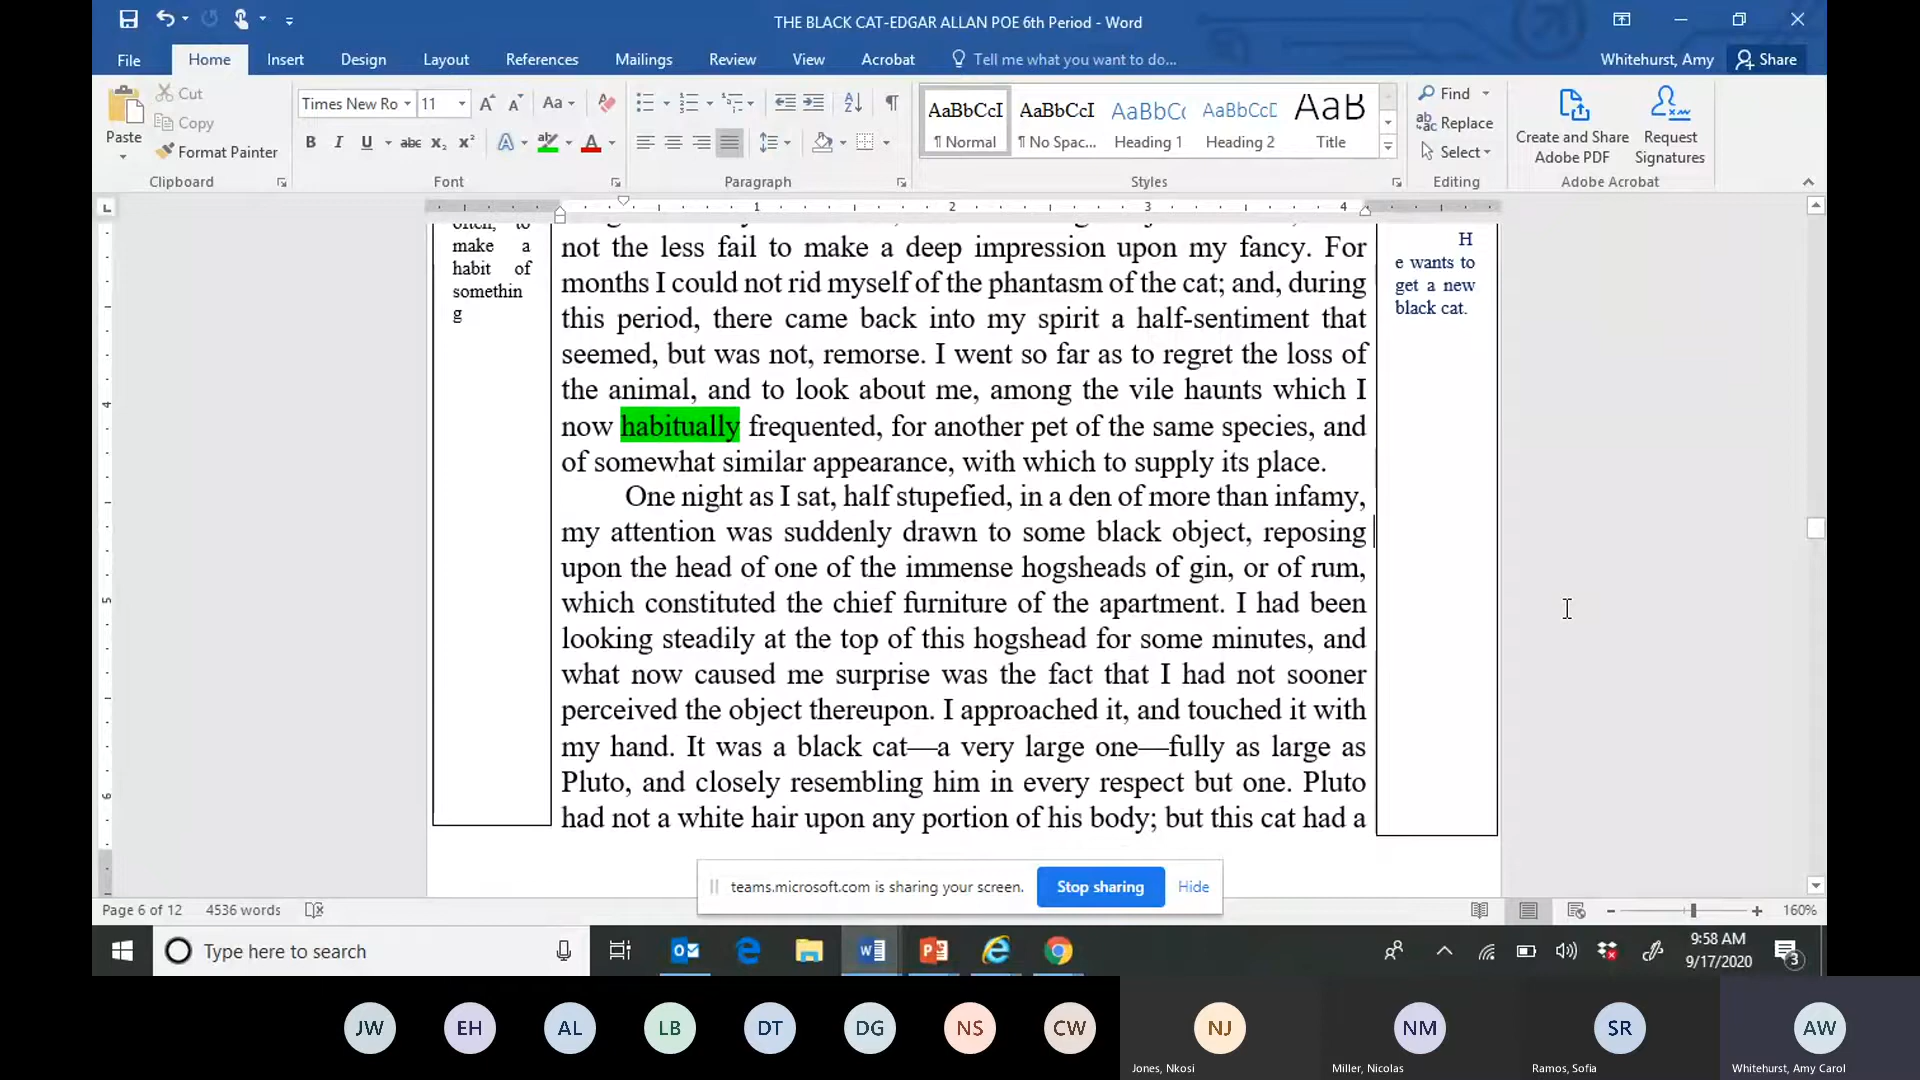 THE BLACK CAT-EDGAR ALLAN POE 6th Period - Word
File Home Insert Design Layout References Mailings Review View Acrobat Tell me what you want to do... Whitehurst, Amy Share
Paste
Cut
Copy
Format Painter
Clipboard
Times New Ro 11
Font
Paragraph
AaBbCcI AaBbCcI AaBbCc AaBbCcD AaB
¶ Normal ¶ No Spac... Heading 1 Heading 2 Title
Styles
Find
Replace
Select
Editing
Create and Share
Adobe PDF
Request
Signatures
Adobe Acrobat
1 2 3 4
make a
habit of
somethin
g
not the less fail to make a deep impression upon my fancy. For
months I could not rid myself of the phantasm of the cat; and, during
this period, there came back into my spirit a half-sentiment that
seemed, but was not, remorse. I went so far as to regret the loss of
the animal, and to look about me, among the vile haunts which I
now habitually frequented, for another pet of the same species, and
of somewhat similar appearance, with which to supply its place.
One night as I sat, half stupefied, in a den of more than infamy,
my attention was suddenly drawn to some black object, reposing
upon the head of one of the immense hogsheads of gin, or of rum,
which constituted the chief furniture of the apartment. I had been
looking steadily at the top of this hogshead for some minutes, and
what now caused me surprise was the fact that I had not sooner
perceived the object thereupon. I approached it, and touched it with
my hand. It was a black cat—a very large one—fully as large as
Pluto, and closely resembling him in every respect but one. Pluto
had not a white hair upon any portion of his body; but this cat had a
H
e wants to
get a new
black cat.
teams.microsoft.com is sharing your screen. Stop sharing Hide
Page 6 of 12 4536 words 160%
Type here to search
9:58 AM
9/17/2020
3
JW EH AL LB DT DG NS CW NJ NM SR AW
Jones, Nkosi Miller, Nicolas Ramos, Sofia Whitehurst, Amy Carol